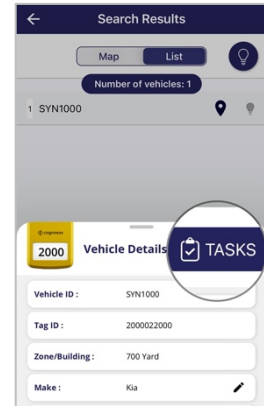 Search Results
Map List
Number of vehicles: 1
1 SYN1000
cognosos
2000
Vehicle Details
TASKS
Vehicle ID : SYN1000
Tag ID : 2000022000
Zone/Building : 700 Yard
Make : Kia